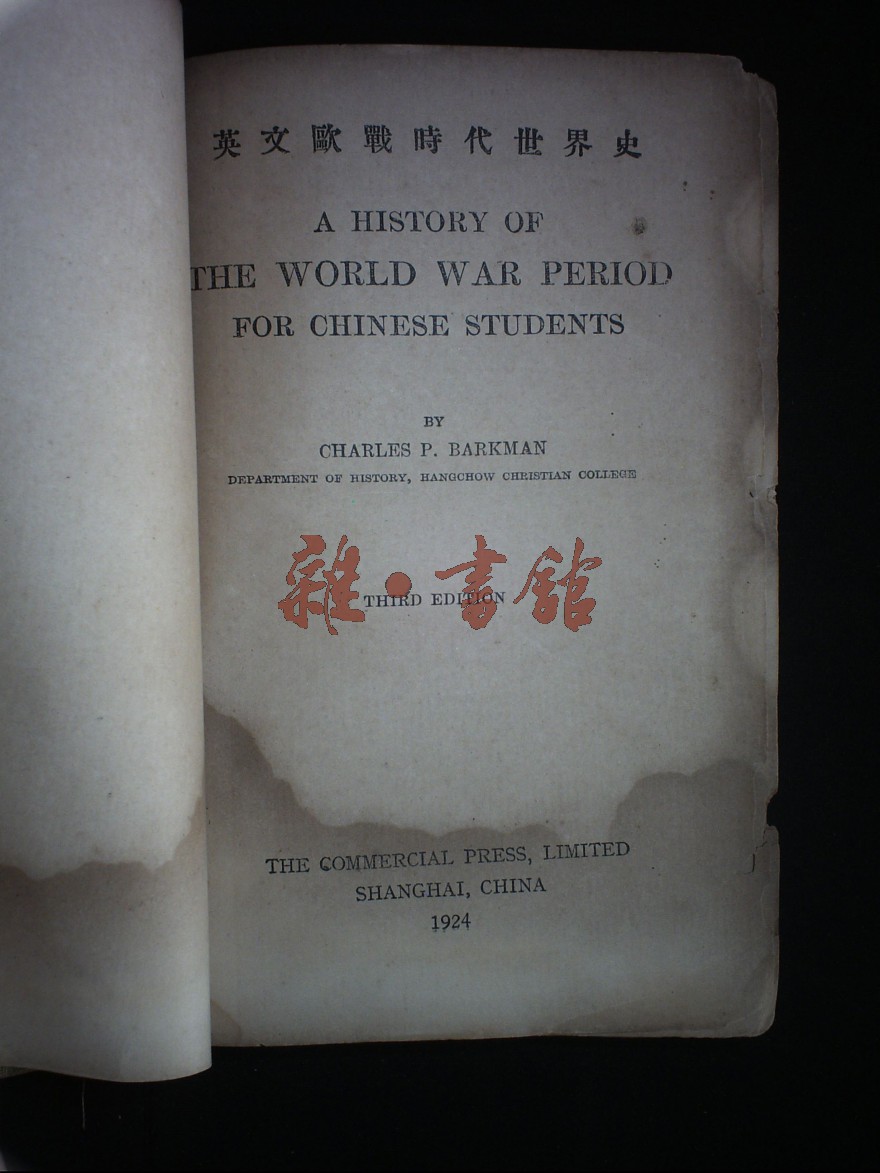 英文歐戰時代世界史
A HISTORY OF
THE WORLD WAR PERIOD
FOR CHINESE STUDENTS
BY
CHARLES P. BARKMAN
DEPARTMENT OF HISTORY, HANGCHOW CHRISTIAN COLLEGE
雜·書館
THIRD EDITION
THE COMMERCIAL PRESS, LIMITED
SHANGHAI, CHINA
1924